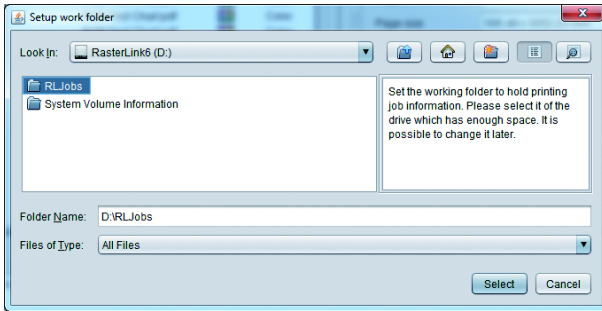 Setup work folder
Look In: RasterLink6 (D:)
RLJobs
System Volume Information
Set the working folder to hold printing
job information. Please select it of the
drive which has enough space. It is
possible to change it later.
Folder Name: D:\RLJobs
Files of Type: All Files
Select Cancel